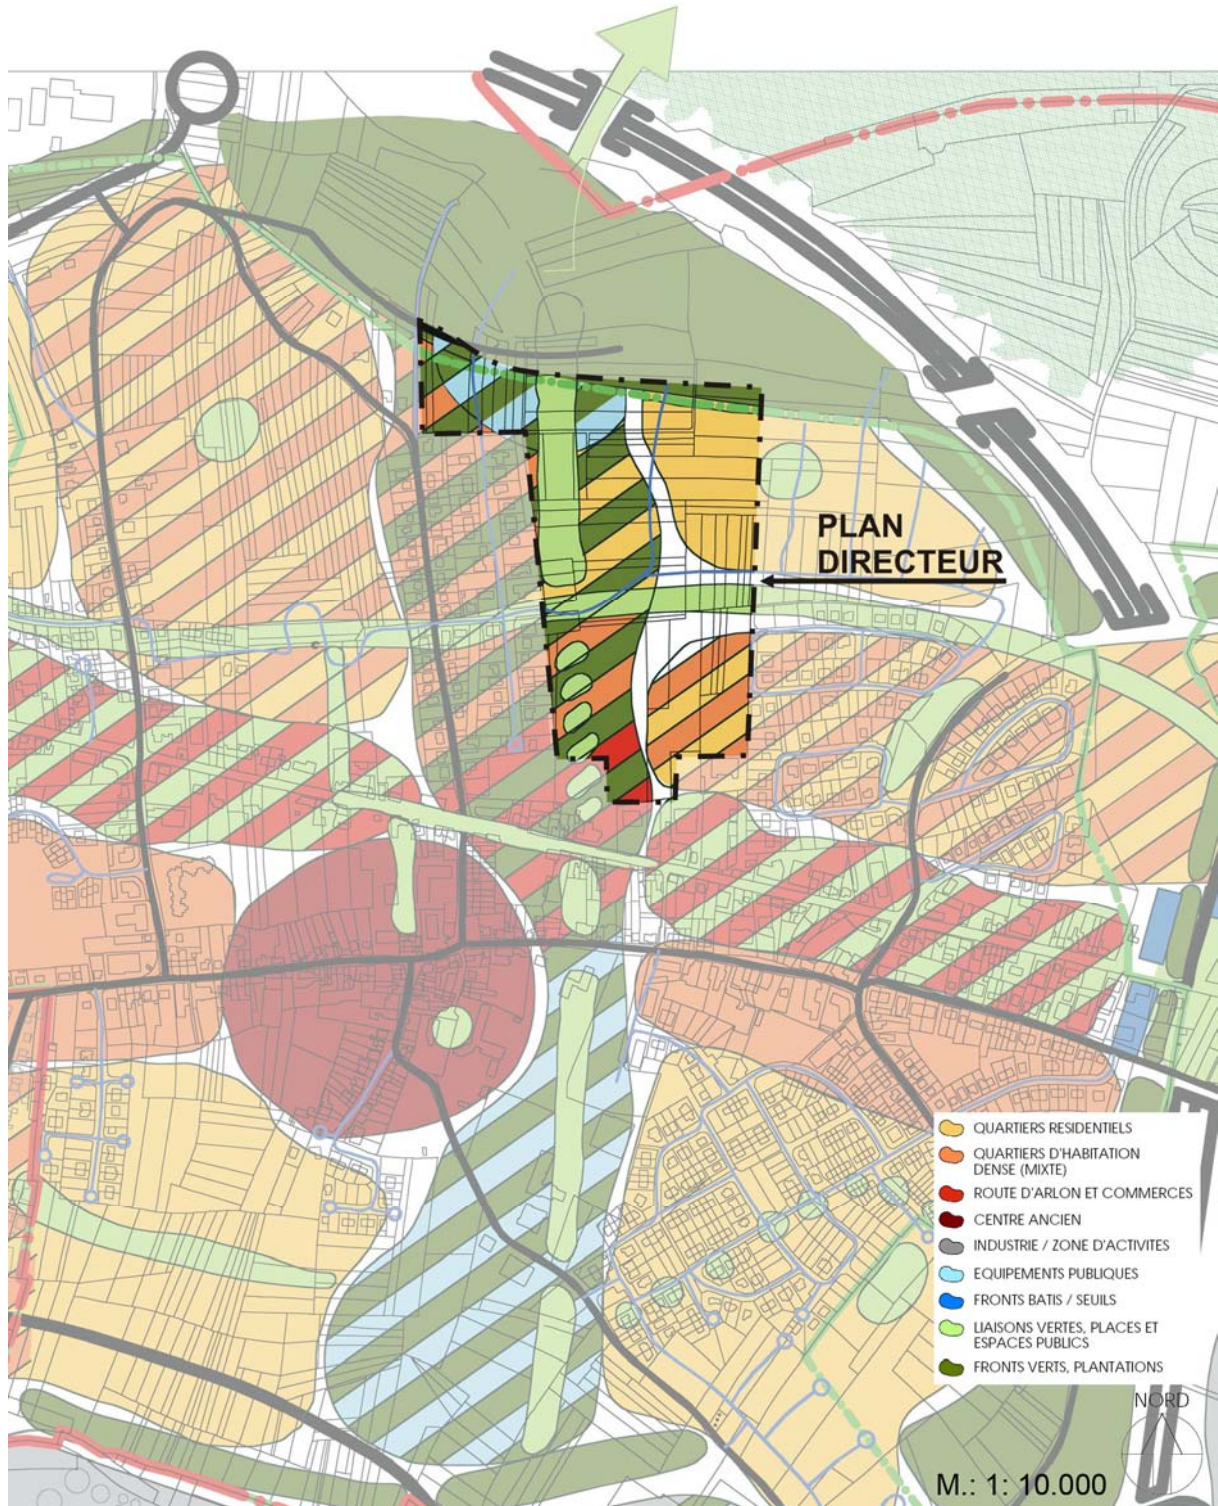 PLAN
DIRECTEUR
QUARTIERS RESIDENTIELS
QUARTIERS D'HABITATION
DENSE (MIXTE)
ROUTE D'ARLON ET COMMERCES
CENTRE ANCIEN
INDUSTRIE / ZONE D'ACTIVITES
EQUIPEMENTS PUBLIQUES
FRONTS BATIS / SEUILS
LIAISONS VERTES, PLACES ET
ESPACES PUBLICS
FRONTS VERTS, PLANTATIONS
NORD
M.: 1: 10.000